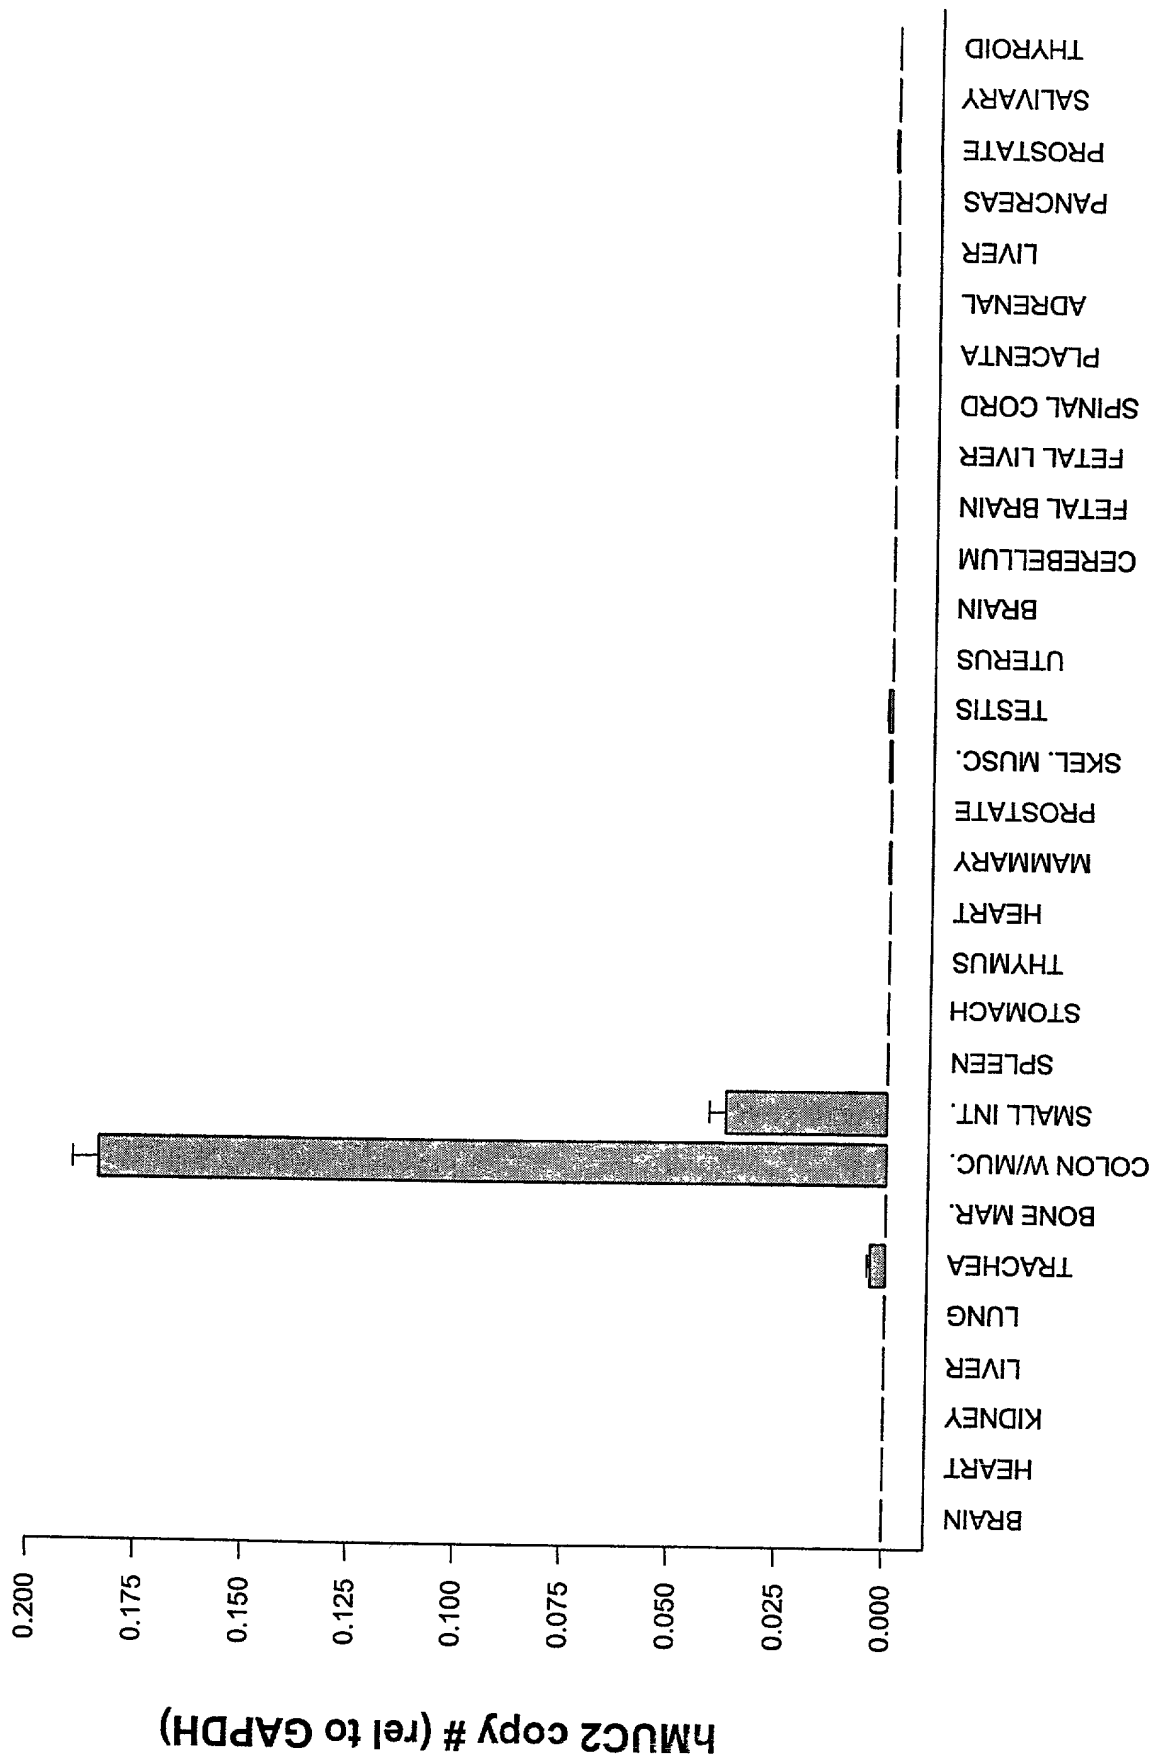 hMUC2 copy # (rel to GAPDH)
0.200
0.175
0.150
0.125
0.100
0.075
0.050
0.025
0.000
BRAIN
HEART
KIDNEY
LIVER
LUNG
TRACHEA
BONE MAR.
COLON W/MUC.
SMALL INT.
SPLEEN
STOMACH
THYMUS
HEART
MAMMARY
PROSTATE
SKEL. MUSC.
TESTIS
UTERUS
BRAIN
CEREBELLUM
FETAL BRAIN
FETAL LIVER
SPINAL CORD
PLACENTA
ADRENAL
LIVER
PANCREAS
PROSTATE
SALIVARY
THYROID